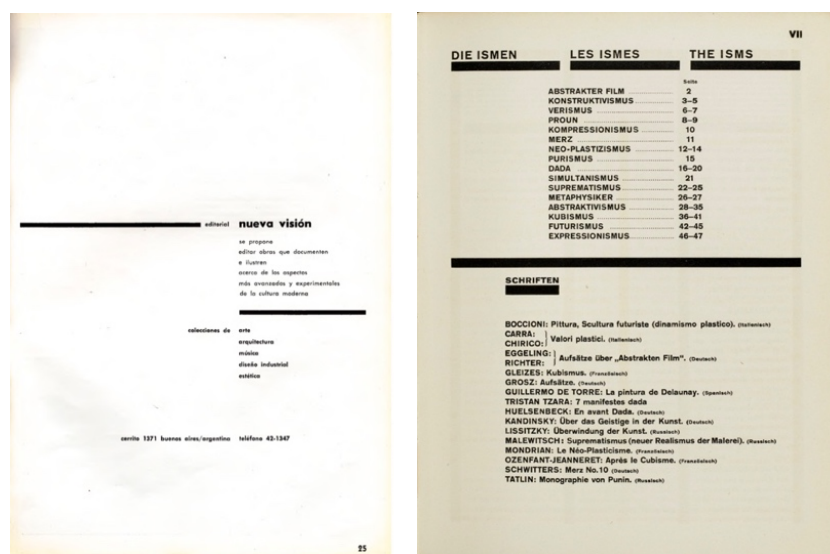 editorial nueva visión
se propone
editar obras que documenten
e ilustren
acerca de los aspectos
más avanzados y experimentales
de la cultura moderna
colecciones de arte
arquitectura
música
diseño industrial
estética
cerrito 1371 buenos aires/argentina teléfono 42-1347
25
VII
DIE ISMEN LES ISMES THE ISMS
Seite
ABSTRAKTER FILM 2
KONSTRUKTIVISMUS 3–5
VERISMUS 6–7
PROUN 8–9
KOMPRESSIONISMUS 10
MERZ 11
NEO-PLASTIZISMUS 12–14
PURISMUS 15
DADA 16–20
SIMULTANISMUS 21
SUPREMATISMUS 22–25
METAPHYSIKER 26–27
ABSTRAKTIVISMUS 28–35
KUBISMUS 36–41
FUTURISMUS 42–45
EXPRESSIONISMUS 46–47
SCHRIFTEN
BOCCIONI: Pittura, Scultura futuriste (dinamismo plastico). (Italienisch)
CARRA:
CHIRICO: } Valori plastici. (Italienisch)
EGGELING:
RICHTER: } Aufsätze über „Abstrakten Film". (Deutsch)
GLEIZES: Kubismus. (Französisch)
GROSZ: Aufsätze. (Deutsch)
GUILLERMO DE TORRE: La pintura de Delaunay. (Spanisch)
TRISTAN TZARA: 7 manifestes dada
HUELSENBECK: En avant Dada. (Deutsch)
KANDINSKY: Über das Geistige in der Kunst. (Deutsch)
LISSITZKY: Überwindung der Kunst. (Russisch)
MALEWITSCH: Suprematismus (neuer Realismus der Malerei). (Russisch)
MONDRIAN: Le Néo-Plasticisme. (Französisch)
OZENFANT-JEANNERET: Après le Cubisme. (Französisch)
SCHWITTERS: Merz No. 10 (Deutsch)
TATLIN: Monographie von Punin. (Russisch)